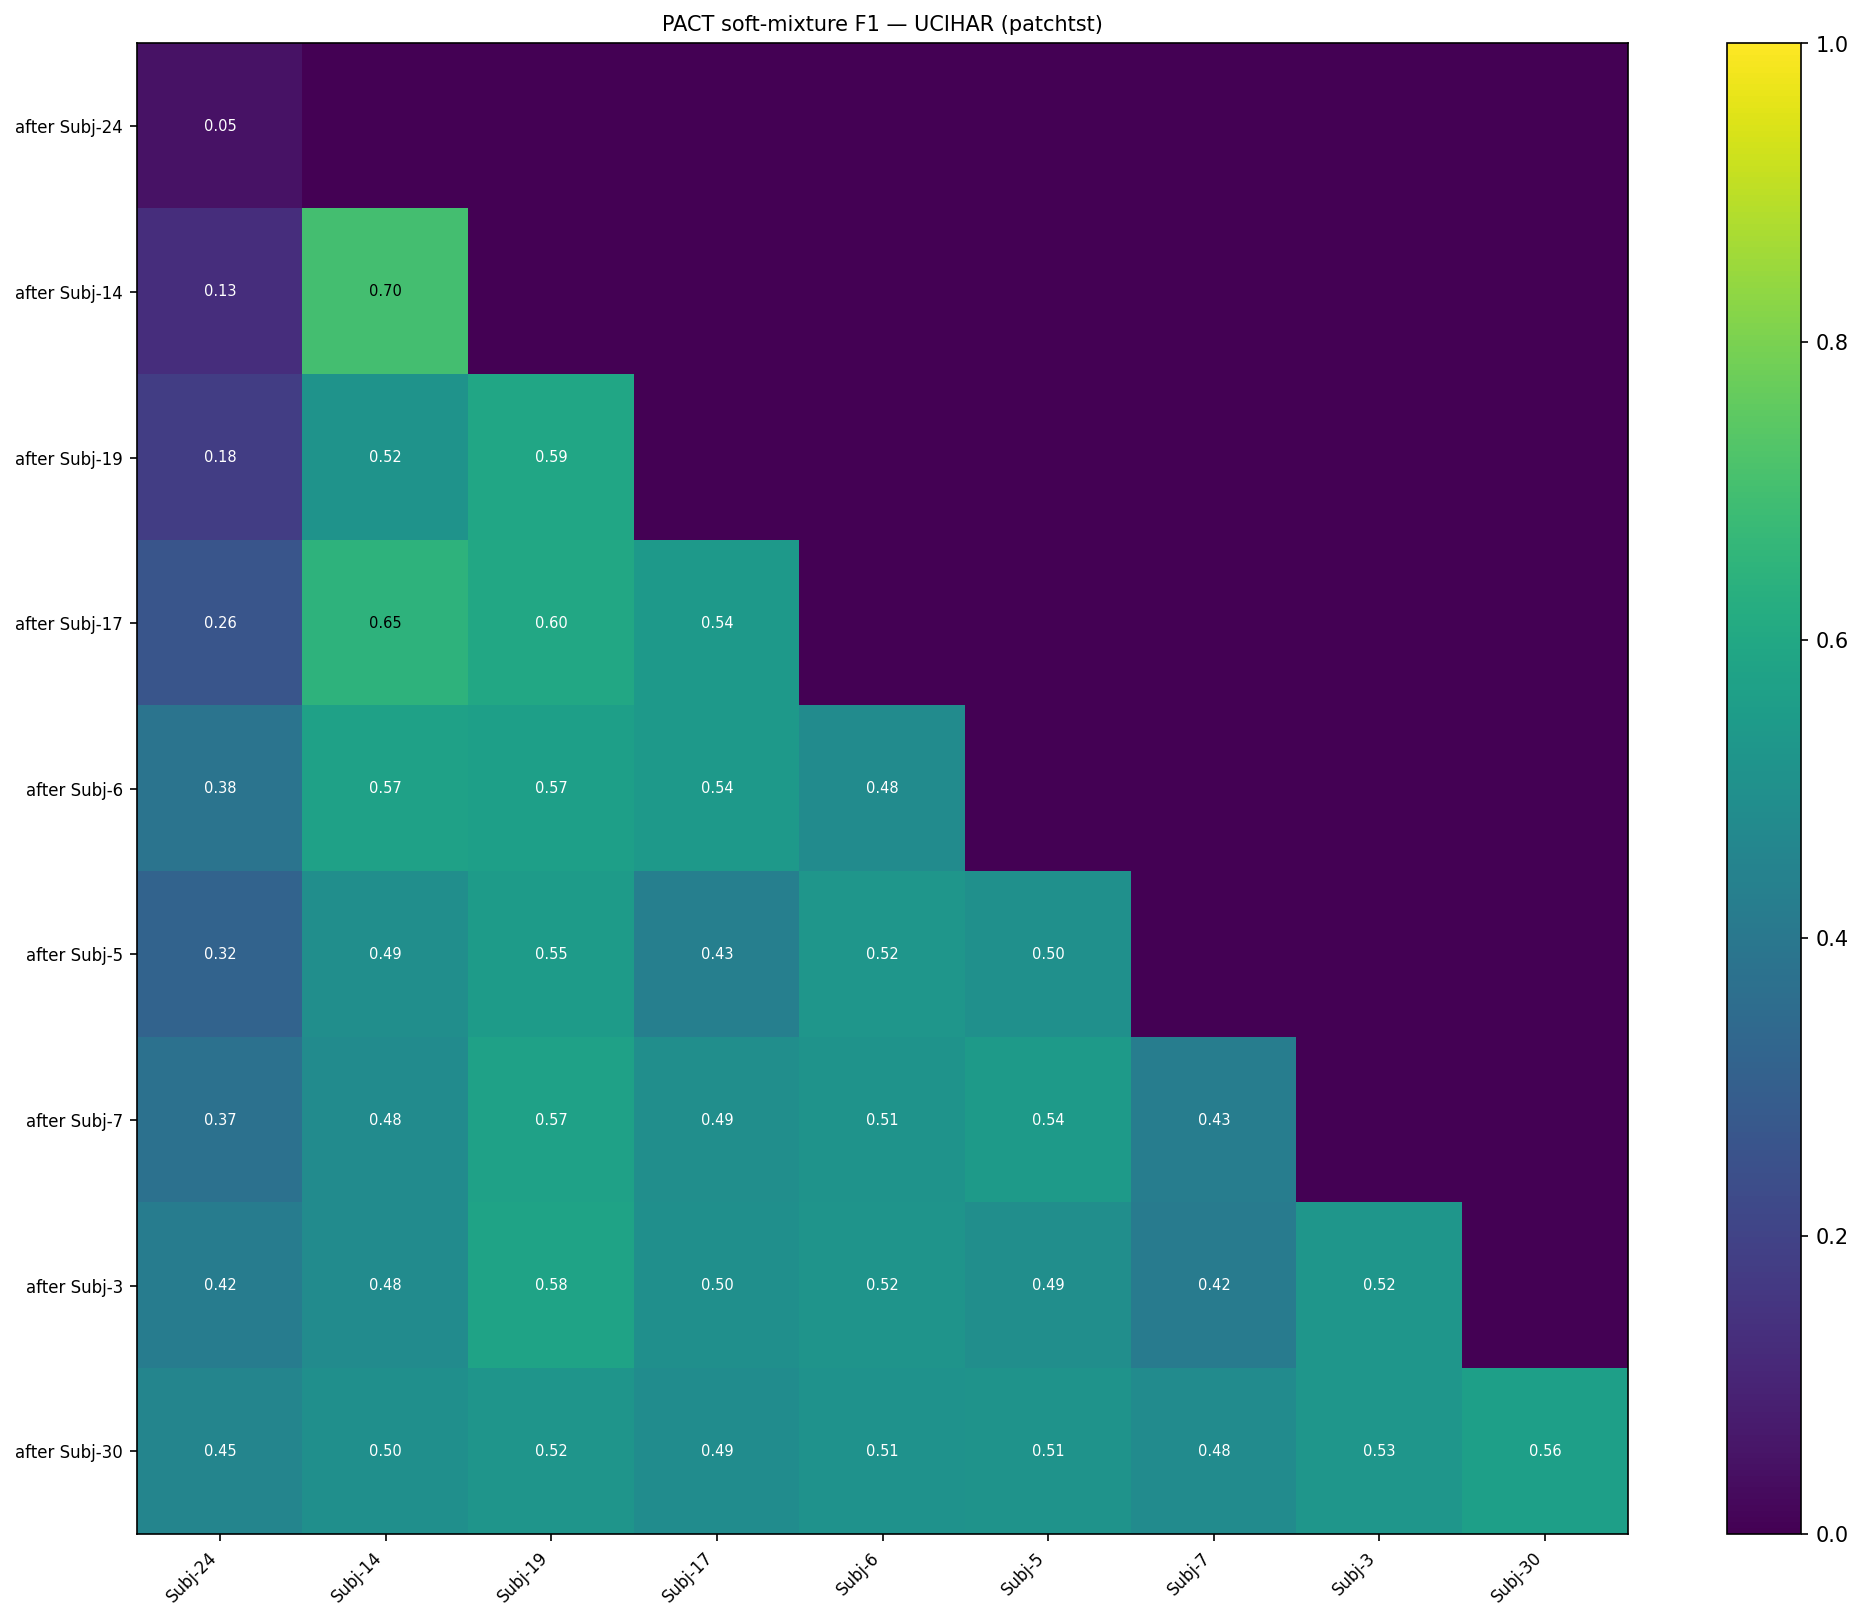 PACT soft-mixture F1 — UCIHAR (patchtst)
after Subj-24 0.05
after Subj-14 0.13 0.70
after Subj-19 0.18 0.52 0.59
after Subj-17 0.26 0.65 0.60 0.54
after Subj-6 0.38 0.57 0.57 0.54 0.48
after Subj-5 0.32 0.49 0.55 0.43 0.52 0.50
after Subj-7 0.37 0.48 0.57 0.49 0.51 0.54 0.43
after Subj-3 0.42 0.48 0.58 0.50 0.52 0.49 0.42 0.52
after Subj-30 0.45 0.50 0.52 0.49 0.51 0.51 0.48 0.53 0.56
Subj-24 Subj-14 Subj-19 Subj-17 Subj-6 Subj-5 Subj-7 Subj-3 Subj-30
1.0
0.8
0.6
0.4
0.2
0.0